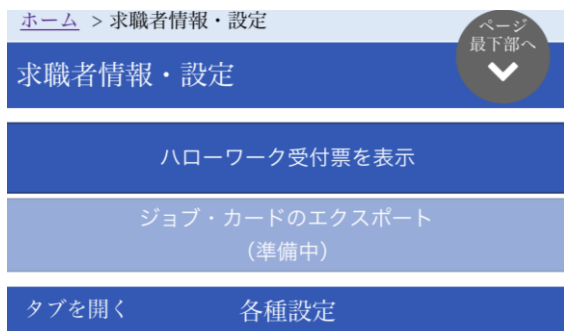 ホーム > 求職者情報・設定
ページ
最下部へ
求職者情報・設定
ハローワーク受付票を表示
ジョブ・カードのエクスポート
(準備中)
タブを開く 各種設定